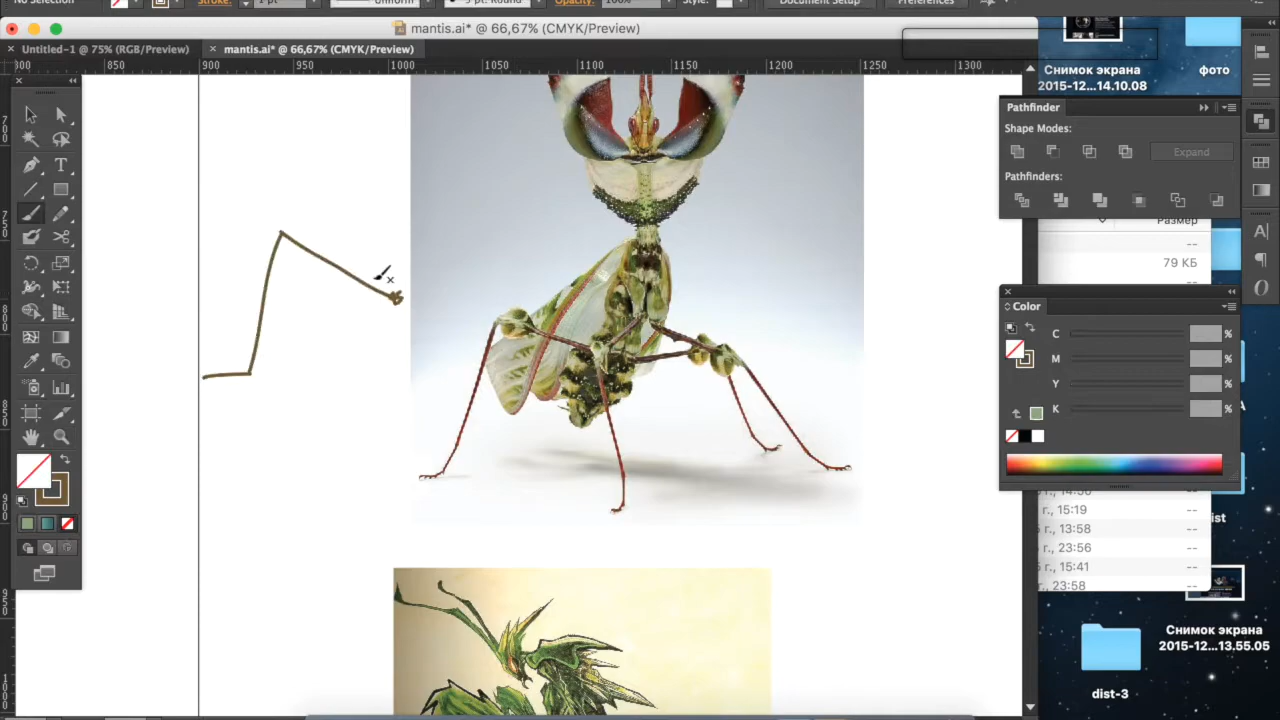 No Selection
Stroke:
1 pt
Uniform
5 pt. Round
Opacity:
100%
Style:
Document Setup
Preferences
mantis.ai* @ 66,67% (CMYK/Preview)
Untitled-1 @ 75% (RGB/Preview)
mantis.ai* @ 66,67% (CMYK/Preview)
800 850 900 950 1000 1050 1100 1150 1200 1250 1300
Снимок экрана
2015-12...14.10.08
фото
Pathfinder
Shape Modes:
Expand
Pathfinders:
Размер
--
79 КБ
Color
C %
M %
Y %
K %
г., 15:19 --
г., 13:58 --
г., 23:56 --
г., 15:41 --
г., 23:58 --
ist
Снимок экрана
2015-12...13.55.05
dist-3